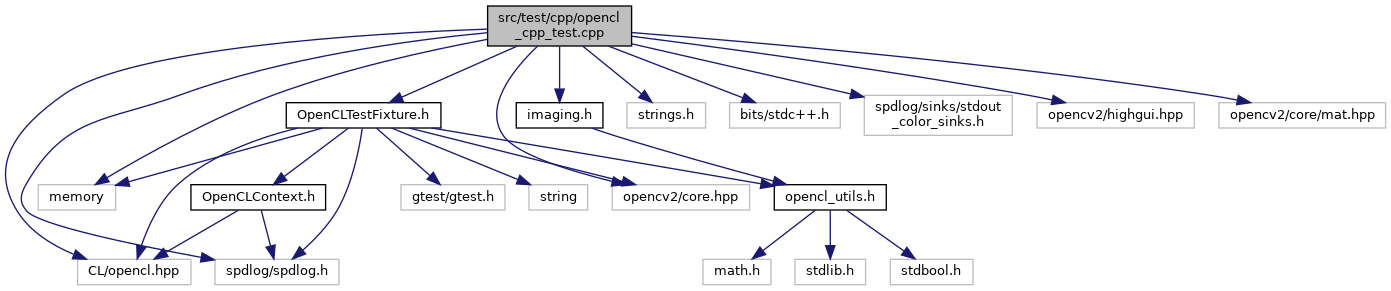 src/test/cpp/opencl
_cpp_test.cpp
OpenCLTestFixture.h
imaging.h
strings.h
bits/stdc++.h
spdlog/sinks/stdout
_color_sinks.h
opencv2/highgui.hpp
opencv2/core/mat.hpp
memory
OpenCLContext.h
gtest/gtest.h
string
opencv2/core.hpp
opencl_utils.h
CL/opencl.hpp
spdlog/spdlog.h
math.h
stdlib.h
stdbool.h